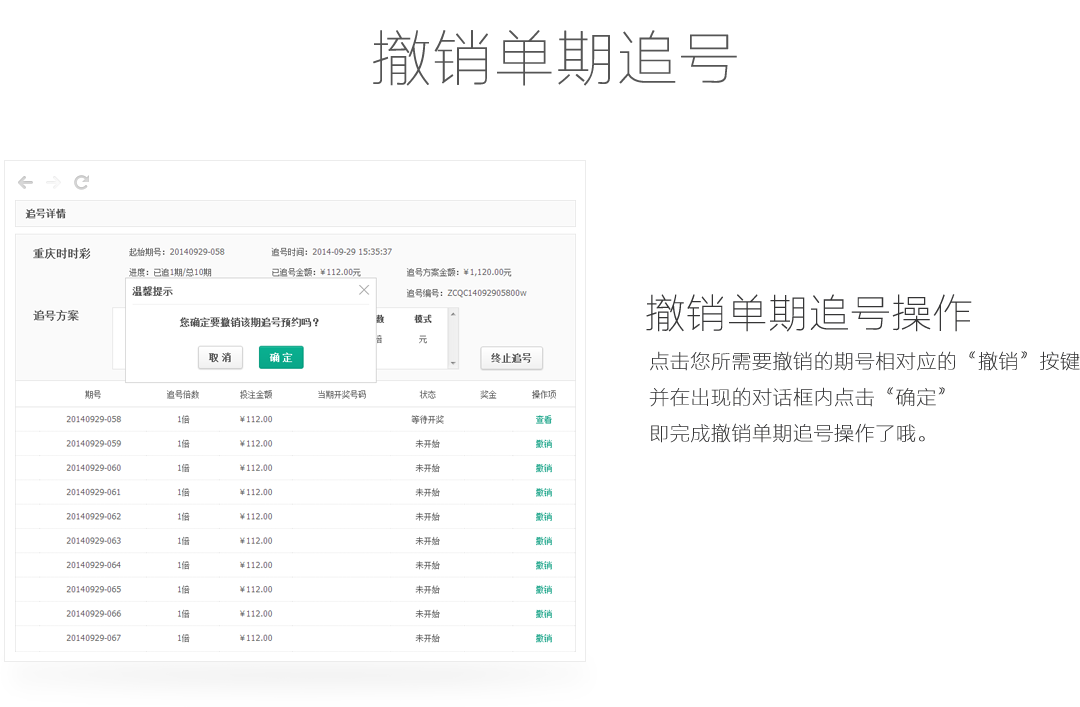 撤销单期追号
追号详情
重庆时时彩 起始期号：20140929-058 追号时间：2014-09-29 15:35:37
进度：已追1期/总10期 已追号金额：￥112.00元 追号方案金额：￥1,120.00元
追号编号：ZCQC14092905800w
温馨提示
您确定要撤销该期追号预约吗？
取 消 确 定
追号方案 数 模式
倍 元
终止追号
期号 追号倍数 投注金额 当期开奖号码 状态 奖金 操作项
20140929-058 1倍 ￥112.00 等待开奖 查看
20140929-059 1倍 ￥112.00 未开始 撤销
20140929-060 1倍 ￥112.00 未开始 撤销
20140929-061 1倍 ￥112.00 未开始 撤销
20140929-062 1倍 ￥112.00 未开始 撤销
20140929-063 1倍 ￥112.00 未开始 撤销
20140929-064 1倍 ￥112.00 未开始 撤销
20140929-065 1倍 ￥112.00 未开始 撤销
20140929-066 1倍 ￥112.00 未开始 撤销
20140929-067 1倍 ￥112.00 未开始 撤销
撤销单期追号操作
点击您所需要撤销的期号相对应的“撤销”按键
并在出现的对话框内点击“确定”
即完成撤销单期追号操作了哦。